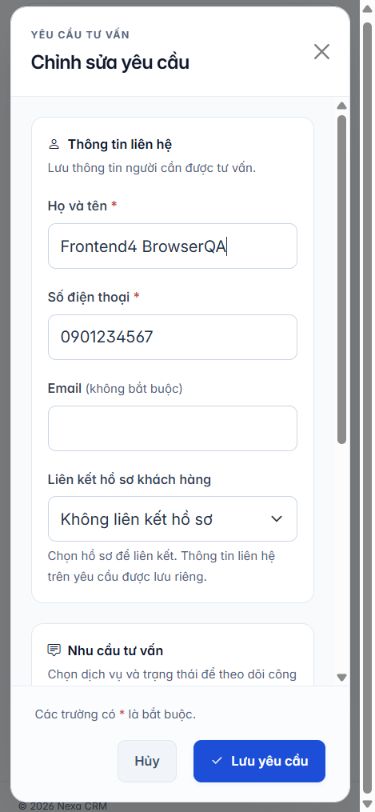 YÊU CẦU TƯ VẤN
Chỉnh sửa yêu cầu
Thông tin liên hệ
Lưu thông tin người cần được tư vấn.
Họ và tên *
Frontend4 BrowserQA
Số điện thoại *
0901234567
Email (không bắt buộc)
Liên kết hồ sơ khách hàng
Không liên kết hồ sơ
Chọn hồ sơ để liên kết. Thông tin liên hệ
trên yêu cầu được lưu riêng.
Nhu cầu tư vấn
Chọn dịch vụ và trạng thái để theo dõi công
Các trường có * là bắt buộc.
Hủy
Lưu yêu cầu
© 2026 Nexa CRM